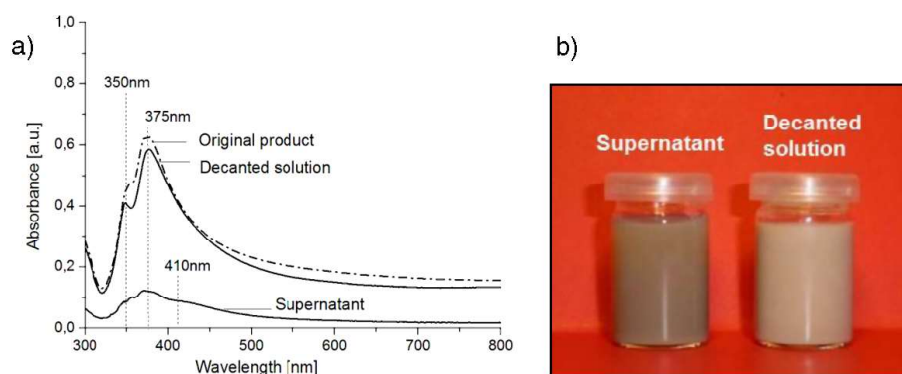 a)
1,0
0,8
0,6
0,4
0,2
0,0
Absorbance [a.u.]
350nm
375nm
Original product
Decanted solution
410nm
Supernatant
300
400
500
600
700
800
Wavelength [nm]
b)
Supernatant
Decanted
solution